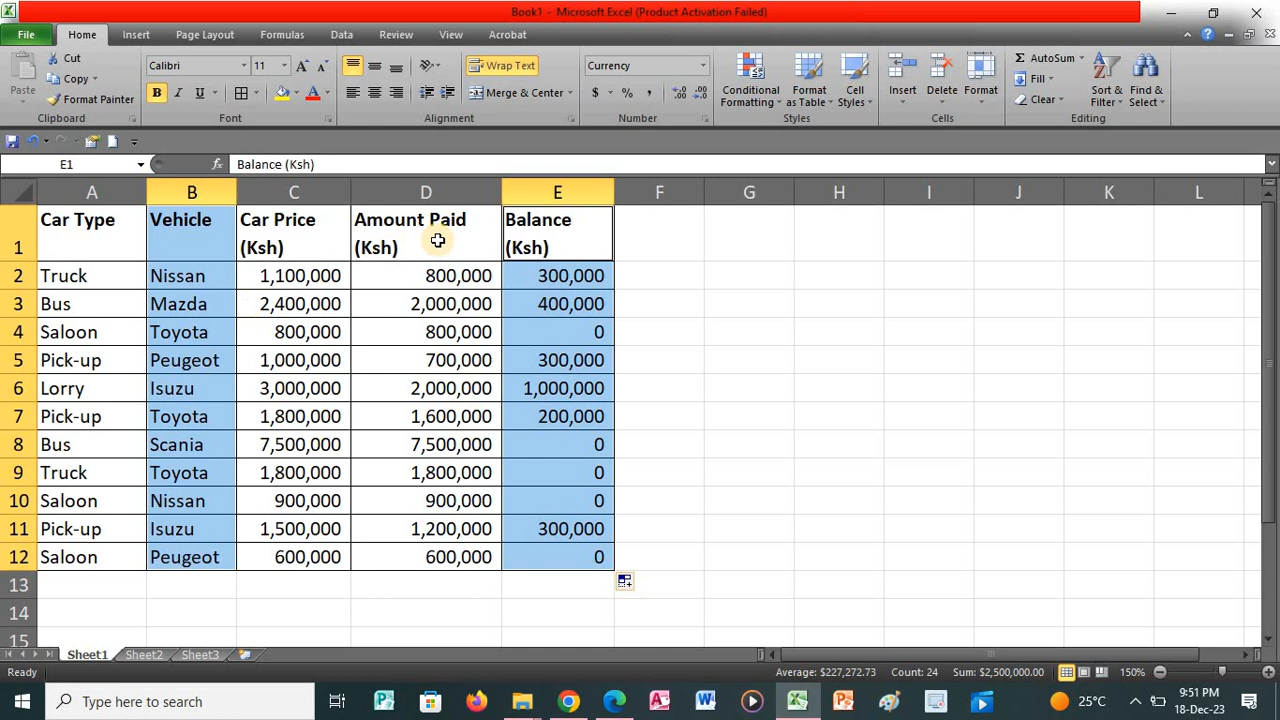 Book1 - Microsoft Excel (Product Activation Failed)
File Home Insert Page Layout Formulas Data Review View Acrobat
Paste Cut Copy Format Painter Clipboard
Calibri 11 B I U A A A Font
Wrap Text Merge & Center Alignment
Currency $ % , Number
Conditional Formatting Format as Table Cell Styles Styles
Insert Delete Format Cells
AutoSum Fill Clear Sort & Filter Find & Select Editing
E1 fx Balance (Ksh)
A B C D E F G H I J K L
1 Car Type Vehicle Car Price (Ksh) Amount Paid (Ksh) Balance (Ksh)
2 Truck Nissan 1,100,000 800,000 300,000
3 Bus Mazda 2,400,000 2,000,000 400,000
4 Saloon Toyota 800,000 800,000 0
5 Pick-up Peugeot 1,000,000 700,000 300,000
6 Lorry Isuzu 3,000,000 2,000,000 1,000,000
7 Pick-up Toyota 1,800,000 1,600,000 200,000
8 Bus Scania 7,500,000 7,500,000 0
9 Truck Toyota 1,800,000 1,800,000 0
10 Saloon Nissan 900,000 900,000 0
11 Pick-up Isuzu 1,500,000 1,200,000 300,000
12 Saloon Peugeot 600,000 600,000 0
13
14
15
Sheet1 Sheet2 Sheet3
Ready Average: $227,272.73 Count: 24 Sum: $2,500,000.00 150%
Type here to search 25°C 9:51 PM
18-Dec-23